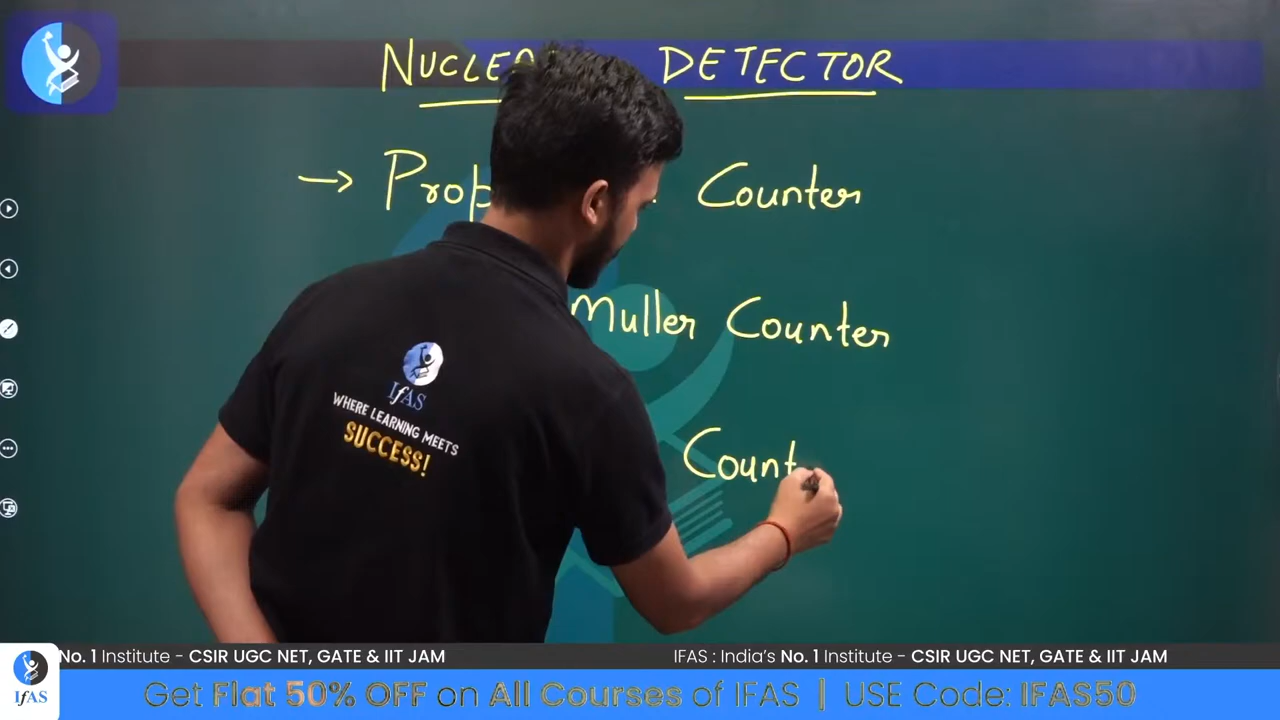 NUCLE DETECTOR
→ Prop Counter
Muller Counter
Count
IfAS
WHERE LEARNING MEETS
SUCCESS!
No. 1 Institute - CSIR UGC NET, GATE & IIT JAM
IFAS : India's No. 1 Institute - CSIR UGC NET, GATE & IIT JAM
IfAS
Get Flat 50% OFF on All Courses of IFAS | USE Code: IFAS50